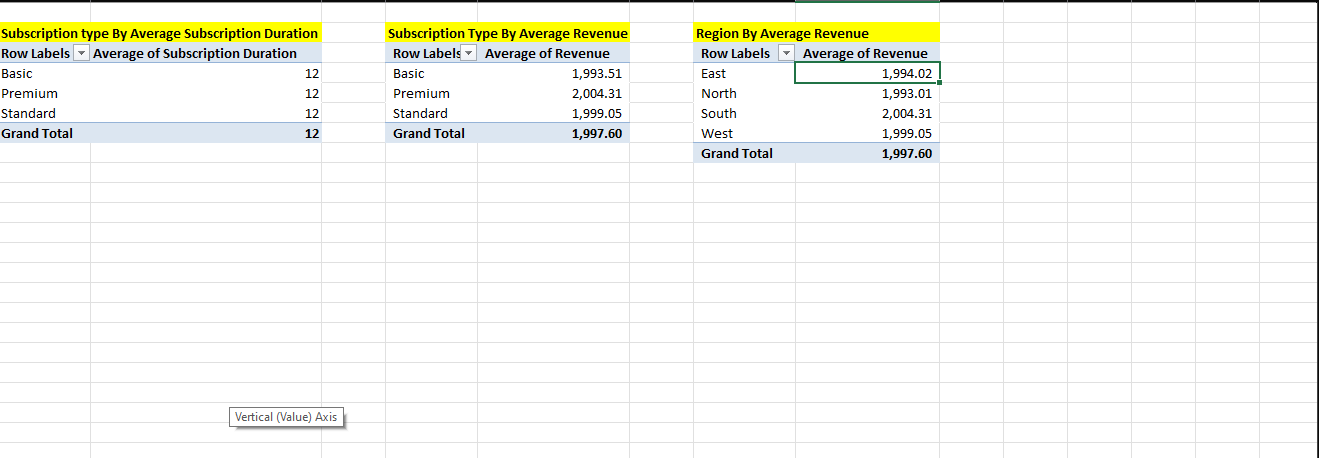 Subscription type By Average Subscription Duration
Row Labels Average of Subscription Duration
Basic 12
Premium 12
Standard 12
Grand Total 12
Subscription Type By Average Revenue
Row Labels Average of Revenue
Basic 1,993.51
Premium 2,004.31
Standard 1,999.05
Grand Total 1,997.60
Region By Average Revenue
Row Labels Average of Revenue
East 1,994.02
North 1,993.01
South 2,004.31
West 1,999.05
Grand Total 1,997.60
Vertical (Value) Axis